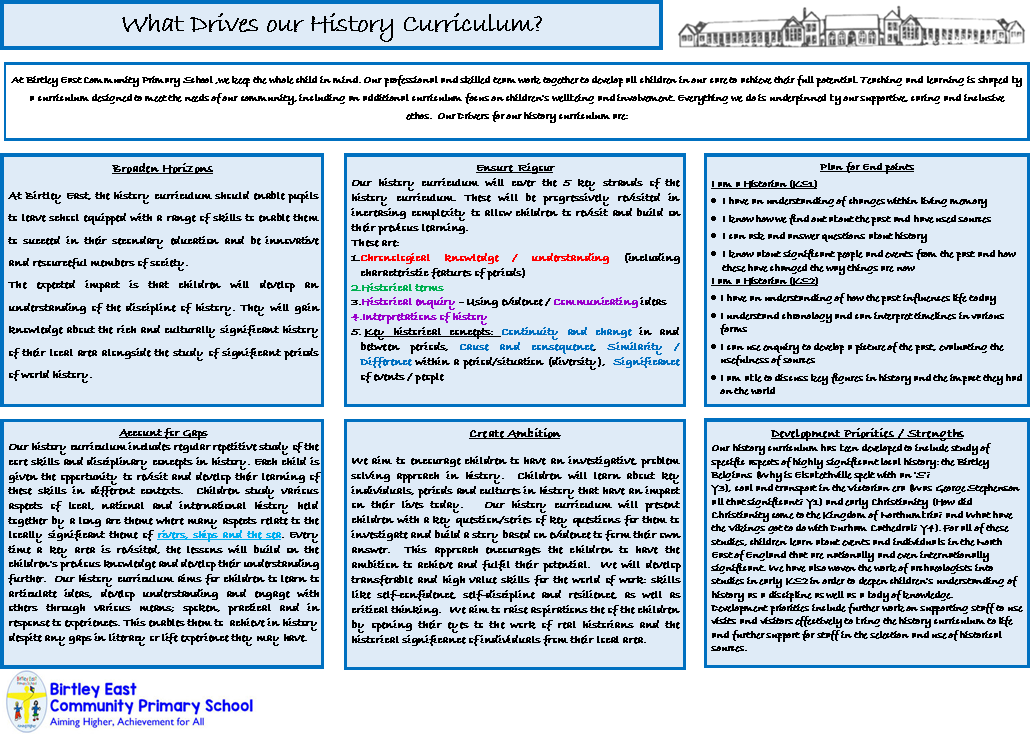 What Drives our History Curriculum?
At Birtley East Community Primary School ,we keep the whole child in mind. Our professional and skilled team work together to develop all children in our care to achieve their full potential. Teaching and learning is shaped by
a curriculum designed to meet the needs of our community, including an additional curriculum focus on children's wellbeing and involvement. Everything we do is underpinned by our supportive, caring and inclusive
ethos. Our Drivers for our history curriculum are:
Broaden Horizons
At Birtley East, the history curriculum should enable pupils
to leave school equipped with a range of skills to enable them
to succeed in their secondary education and be innovative
and resourceful members of society.
The expected impact is that children will develop an
understanding of the discipline of history. They will gain
knowledge about the rich and culturally significant history
of their local area alongside the study of significant periods
of world history.
Ensure Rigour
Our history curriculum will cover the 5 key strands of the
history curriculum. These will be progressively revisited in
increasing complexity to allow children to revisit and build on
their previous learning.
These are:
1.Chronological knowledge / understanding (including
characteristic features of periods)
2.Historical terms
3.Historical enquiry – Using evidence / Communicating ideas
4.Interpretations of history
5. Key historical concepts: Continuity and change in and
between periods, Cause and consequence, Similarity /
Difference within a period/situation (diversity), Significance
of events / people
Plan for End points
I am a Historian (KS1)
• I have an understanding of changes within living memory
• I know how we find out about the past and have used sources
• I can ask and answer questions about history
• I know about significant people and events from the past and how
these have changed the way things are now
I am a Historian (KS2)
• I have an understanding of how the past influences life today
• I understand chronology and can interpret timelines in various
forms
• I can use enquiry to develop a picture of the past, evaluating the
usefulness of sources
• I am able to discuss key figures in history and the impact they had
on the world
Account for Gaps
Our history curriculum includes regular repetitive study of the
core skills and disciplinary concepts in history. Each child is
given the opportunity to revisit and develop their learning of
these skills in different contexts. Children study various
aspects of local, national and international history held
together by a long arc theme where many aspects relate to the
locally significant theme of rivers, ships and the sea. Every
time a key area is revisited, the lessons will build on the
children's previous knowledge and develop their understanding
further. Our history curriculum aims for children to learn to
articulate ideas, develop understanding and engage with
others through various means; spoken, practical and in
response to experiences. This enables them to achieve in history
despite any gaps in literacy or life experience they may have.
Create Ambition
We aim to encourage children to have an investigative, problem
solving approach in history. Children will learn about key
individuals, periods and cultures in history that have an impact
on their lives today. Our history curriculum will present
children with a key question/series of key questions for them to
investigate and build a story based on evidence to form their own
answer. This approach encourages the children to have the
ambition to achieve and fulfil their potential. We will develop
transferable and high value skills for the world of work: skills
like self-confidence, self-discipline and resilience, as well as
critical thinking. We aim to raise aspirations the of the children
by opening their eyes to the work of real historians and the
historical significance of individuals from their local area.
Development Priorities / Strengths
Our history curriculum has been developed to include study of
specific aspects of highly significant local history: the Birtley
Belgians (Why is Elisabethville spelt with an 'S'?
Y3), coal and transport in the Victorian era (Was George Stephenson
all that significant? Y3) and early Christianity (How did
Christianity come to the Kingdom of Northumbria? and What have
the Vikings got to do with Durham Cathedral? Y4). For all of these
studies, children learn about events and individuals in the North
East of England that are nationally and even internationally
significant. We have also woven the work of archaeologists into
studies in early KS2 in order to deepen children's understanding of
history as a discipline as well as a body of knowledge.
Development priorities include further work on supporting staff to use
visits and visitors effectively to bring the history curriculum to life
and further support for staff in the selection and use of historical
sources.
Birtley East
Birtley East
Community Primary School
Aiming Higher, Achievement for All